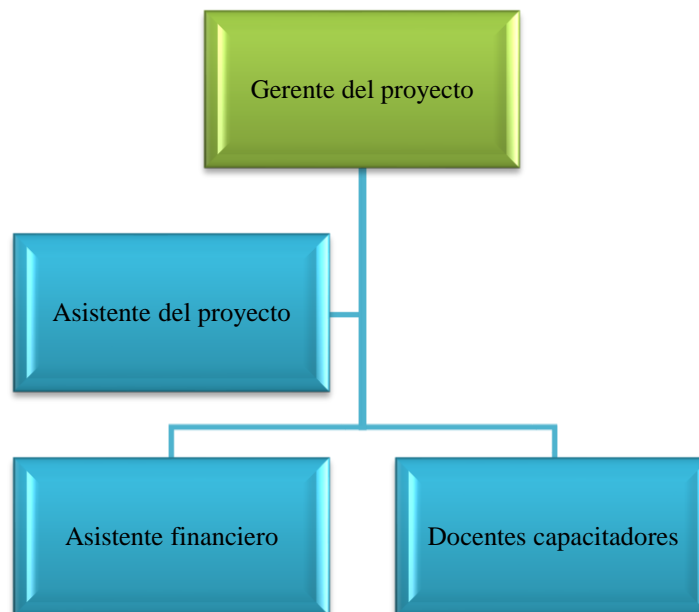 Gerente del proyecto
Asistente del proyecto
Asistente financiero
Docentes capacitadores